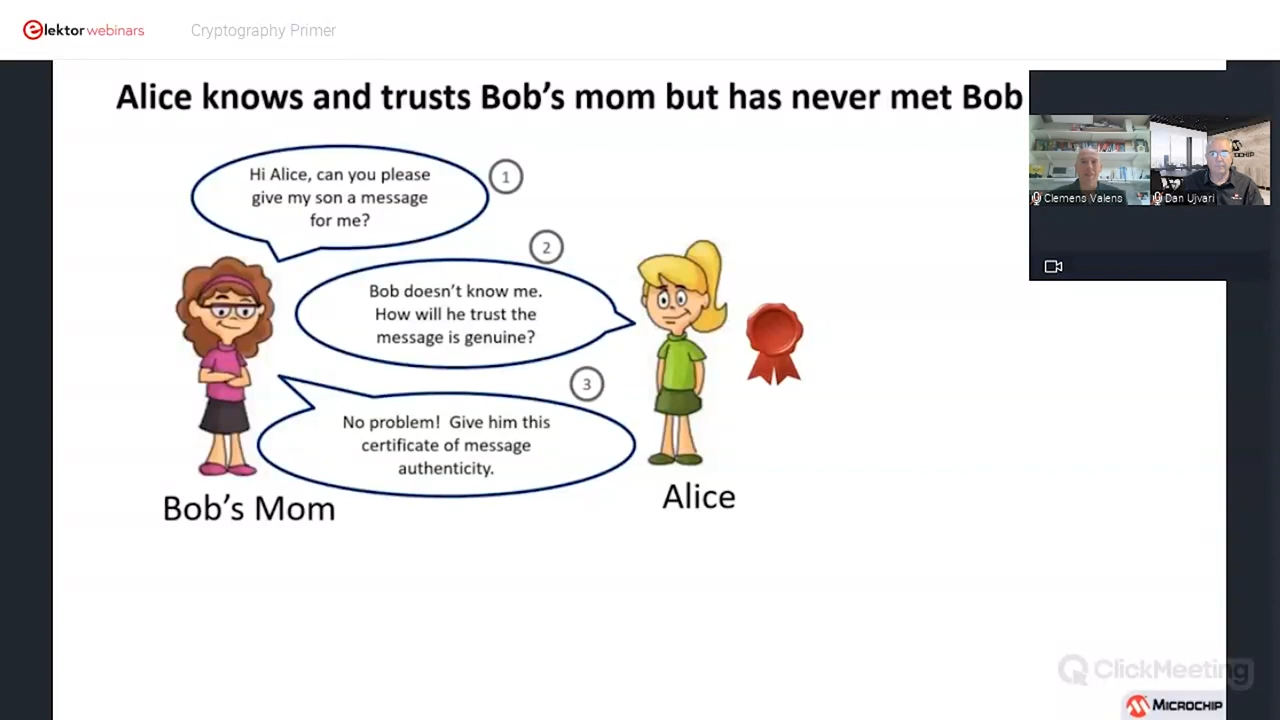 elektor webinars
Cryptography Primer
Alice knows and trusts Bob's mom but has never met Bob
Hi Alice, can you please
give my son a message
for me?
1
2
Bob doesn't know me.
How will he trust the
message is genuine?
3
No problem! Give him this
certificate of message
authenticity.
Bob's Mom
Alice
Clemens Valens
Dan Ujvari
CHIP
ClickMeeting
MICROCHIP